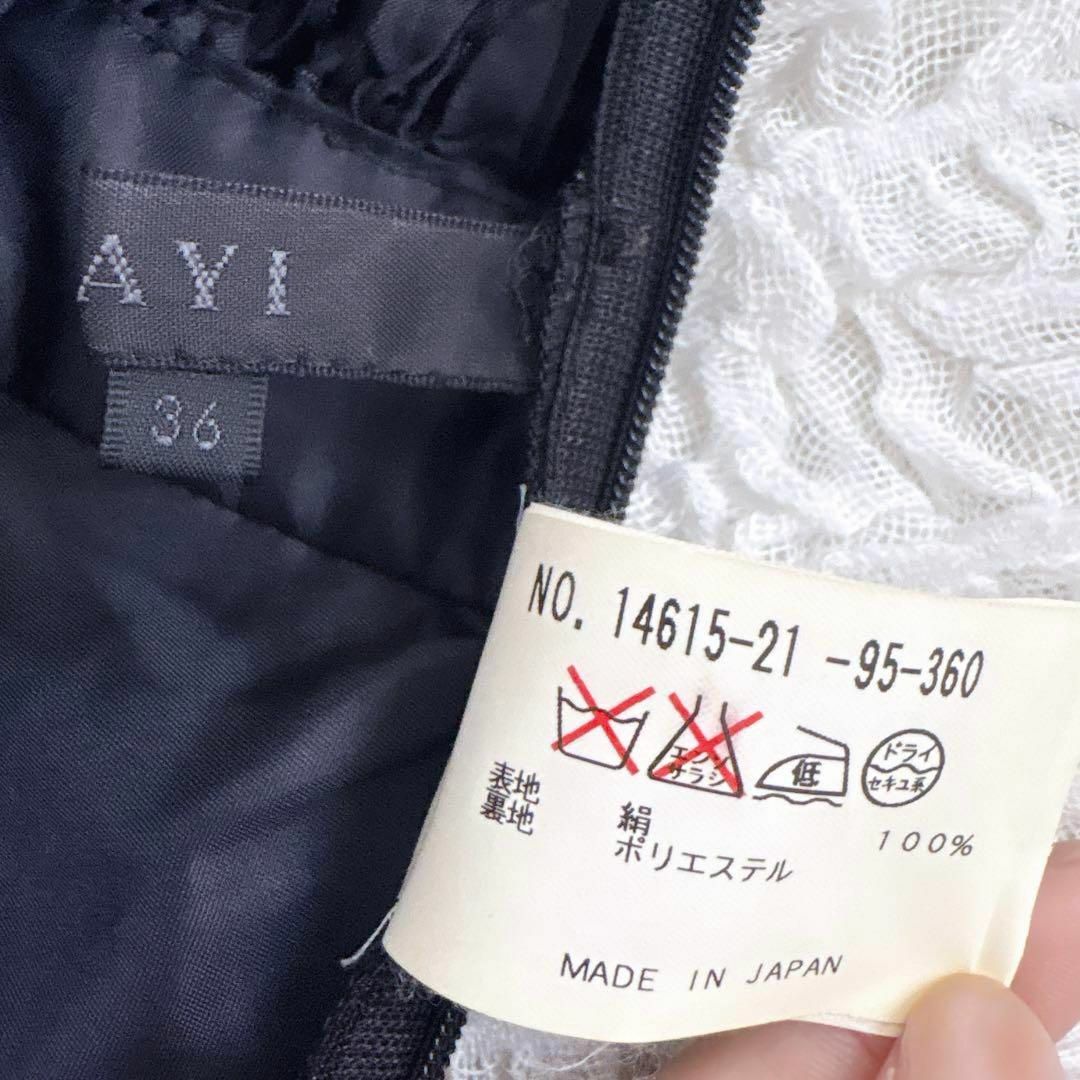 AYI
36
NO. 14615-21 -95-360
エンソ
サラシ
低
ドライ
セキユ系
表地 絹 100%
裏地 ポリエステル
MADE IN JAPAN